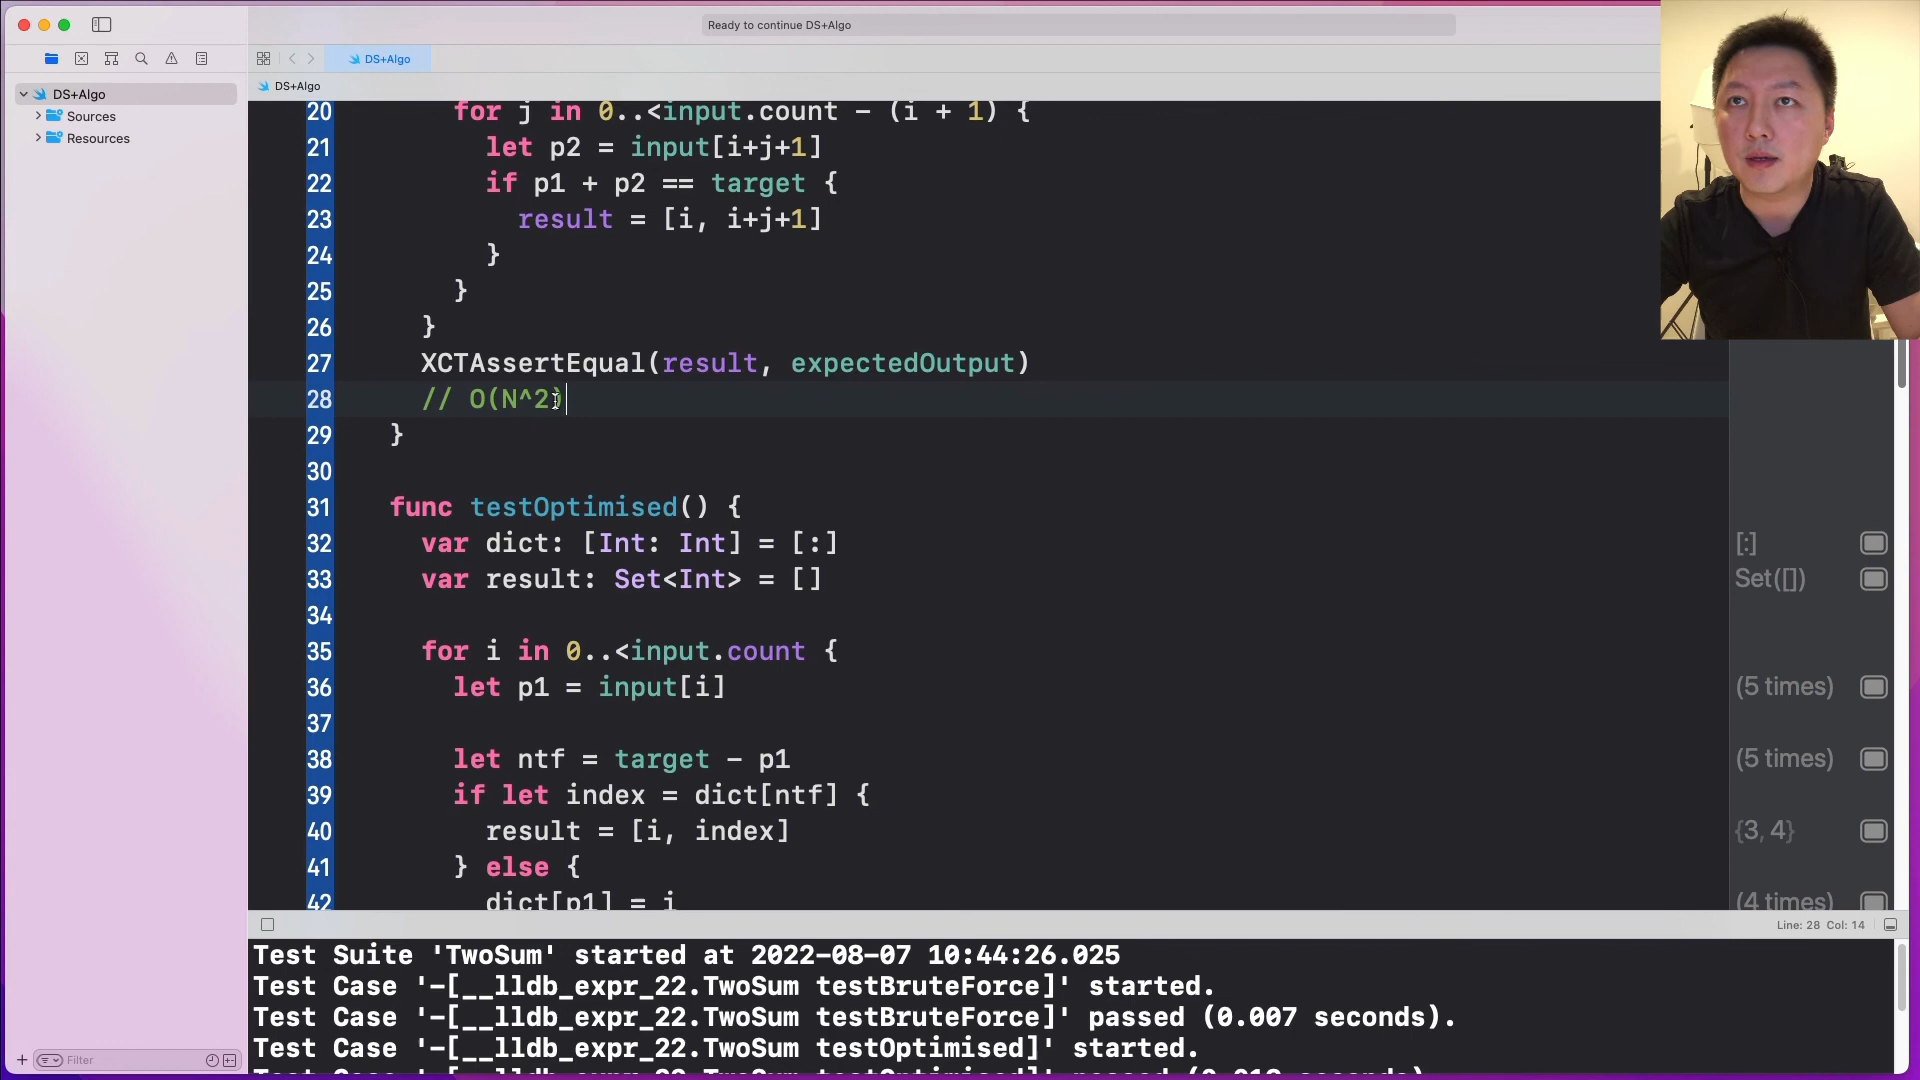 Ready to continue DS+Algo
DS+Algo
DS+Algo
DS+Algo
Sources
Resources
20 for j in 0..<input.count - (i + 1) {
21 let p2 = input[i+j+1]
22 if p1 + p2 == target {
23 result = [i, i+j+1]
24 }
25 }
26 }
27 XCTAssertEqual(result, expectedOutput)
28 // O(N^2)
29 }
30
31 func testOptimised() {
32 var dict: [Int: Int] = [:]
[:]
33 var result: Set<Int> = []
Set([])
34
35 for i in 0..<input.count {
36 let p1 = input[i]
(5 times)
37
38 let ntf = target - p1
(5 times)
39 if let index = dict[ntf] {
40 result = [i, index]
{3, 4}
41 } else {
42 dict[p1] = i
(4 times)
Line: 28 Col: 14
Test Suite 'TwoSum' started at 2022-08-07 10:44:26.025
Test Case '-[__lldb_expr_22.TwoSum testBruteForce]' started.
Test Case '-[__lldb_expr_22.TwoSum testBruteForce]' passed (0.007 seconds).
Test Case '-[__lldb_expr_22.TwoSum testOptimised]' started.
Filter